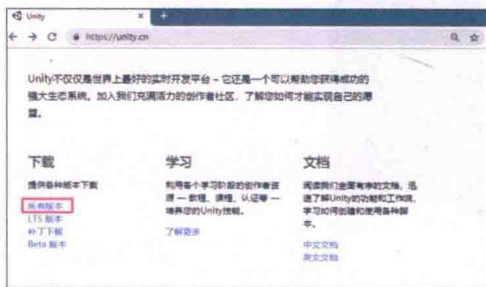 Unity
https://unity.cn
Unity不仅仅是世界上最好的实时开发平台 – 它还是一个可以帮助您获得成功的
强大生态系统。加入我们充满活力的创作者社区，了解您如何才能实现自己的愿
望。
下载
提供各种版本下载
所有版本
LTS 版本
补丁下载
Beta 版本
学习
利用各个学习阶段的创作者资
源 — 教程、课程、认证等 —
培养您的Unity技能。
了解更多
文档
阅读我们全面有序的文档，迅
速了解Unity的功能和工作流，
学习如何创建和使用各种脚
本。
中文文档
英文文档